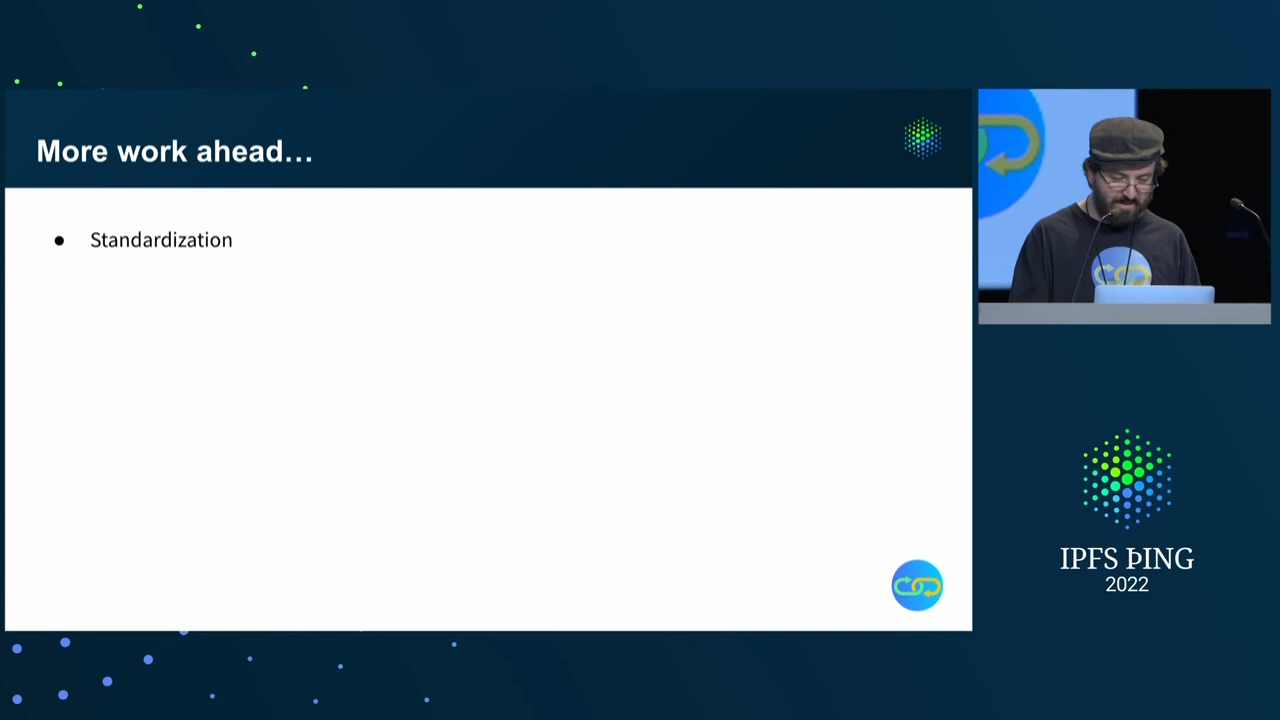 More work ahead…
● Standardization
IPFS ÞING
2022